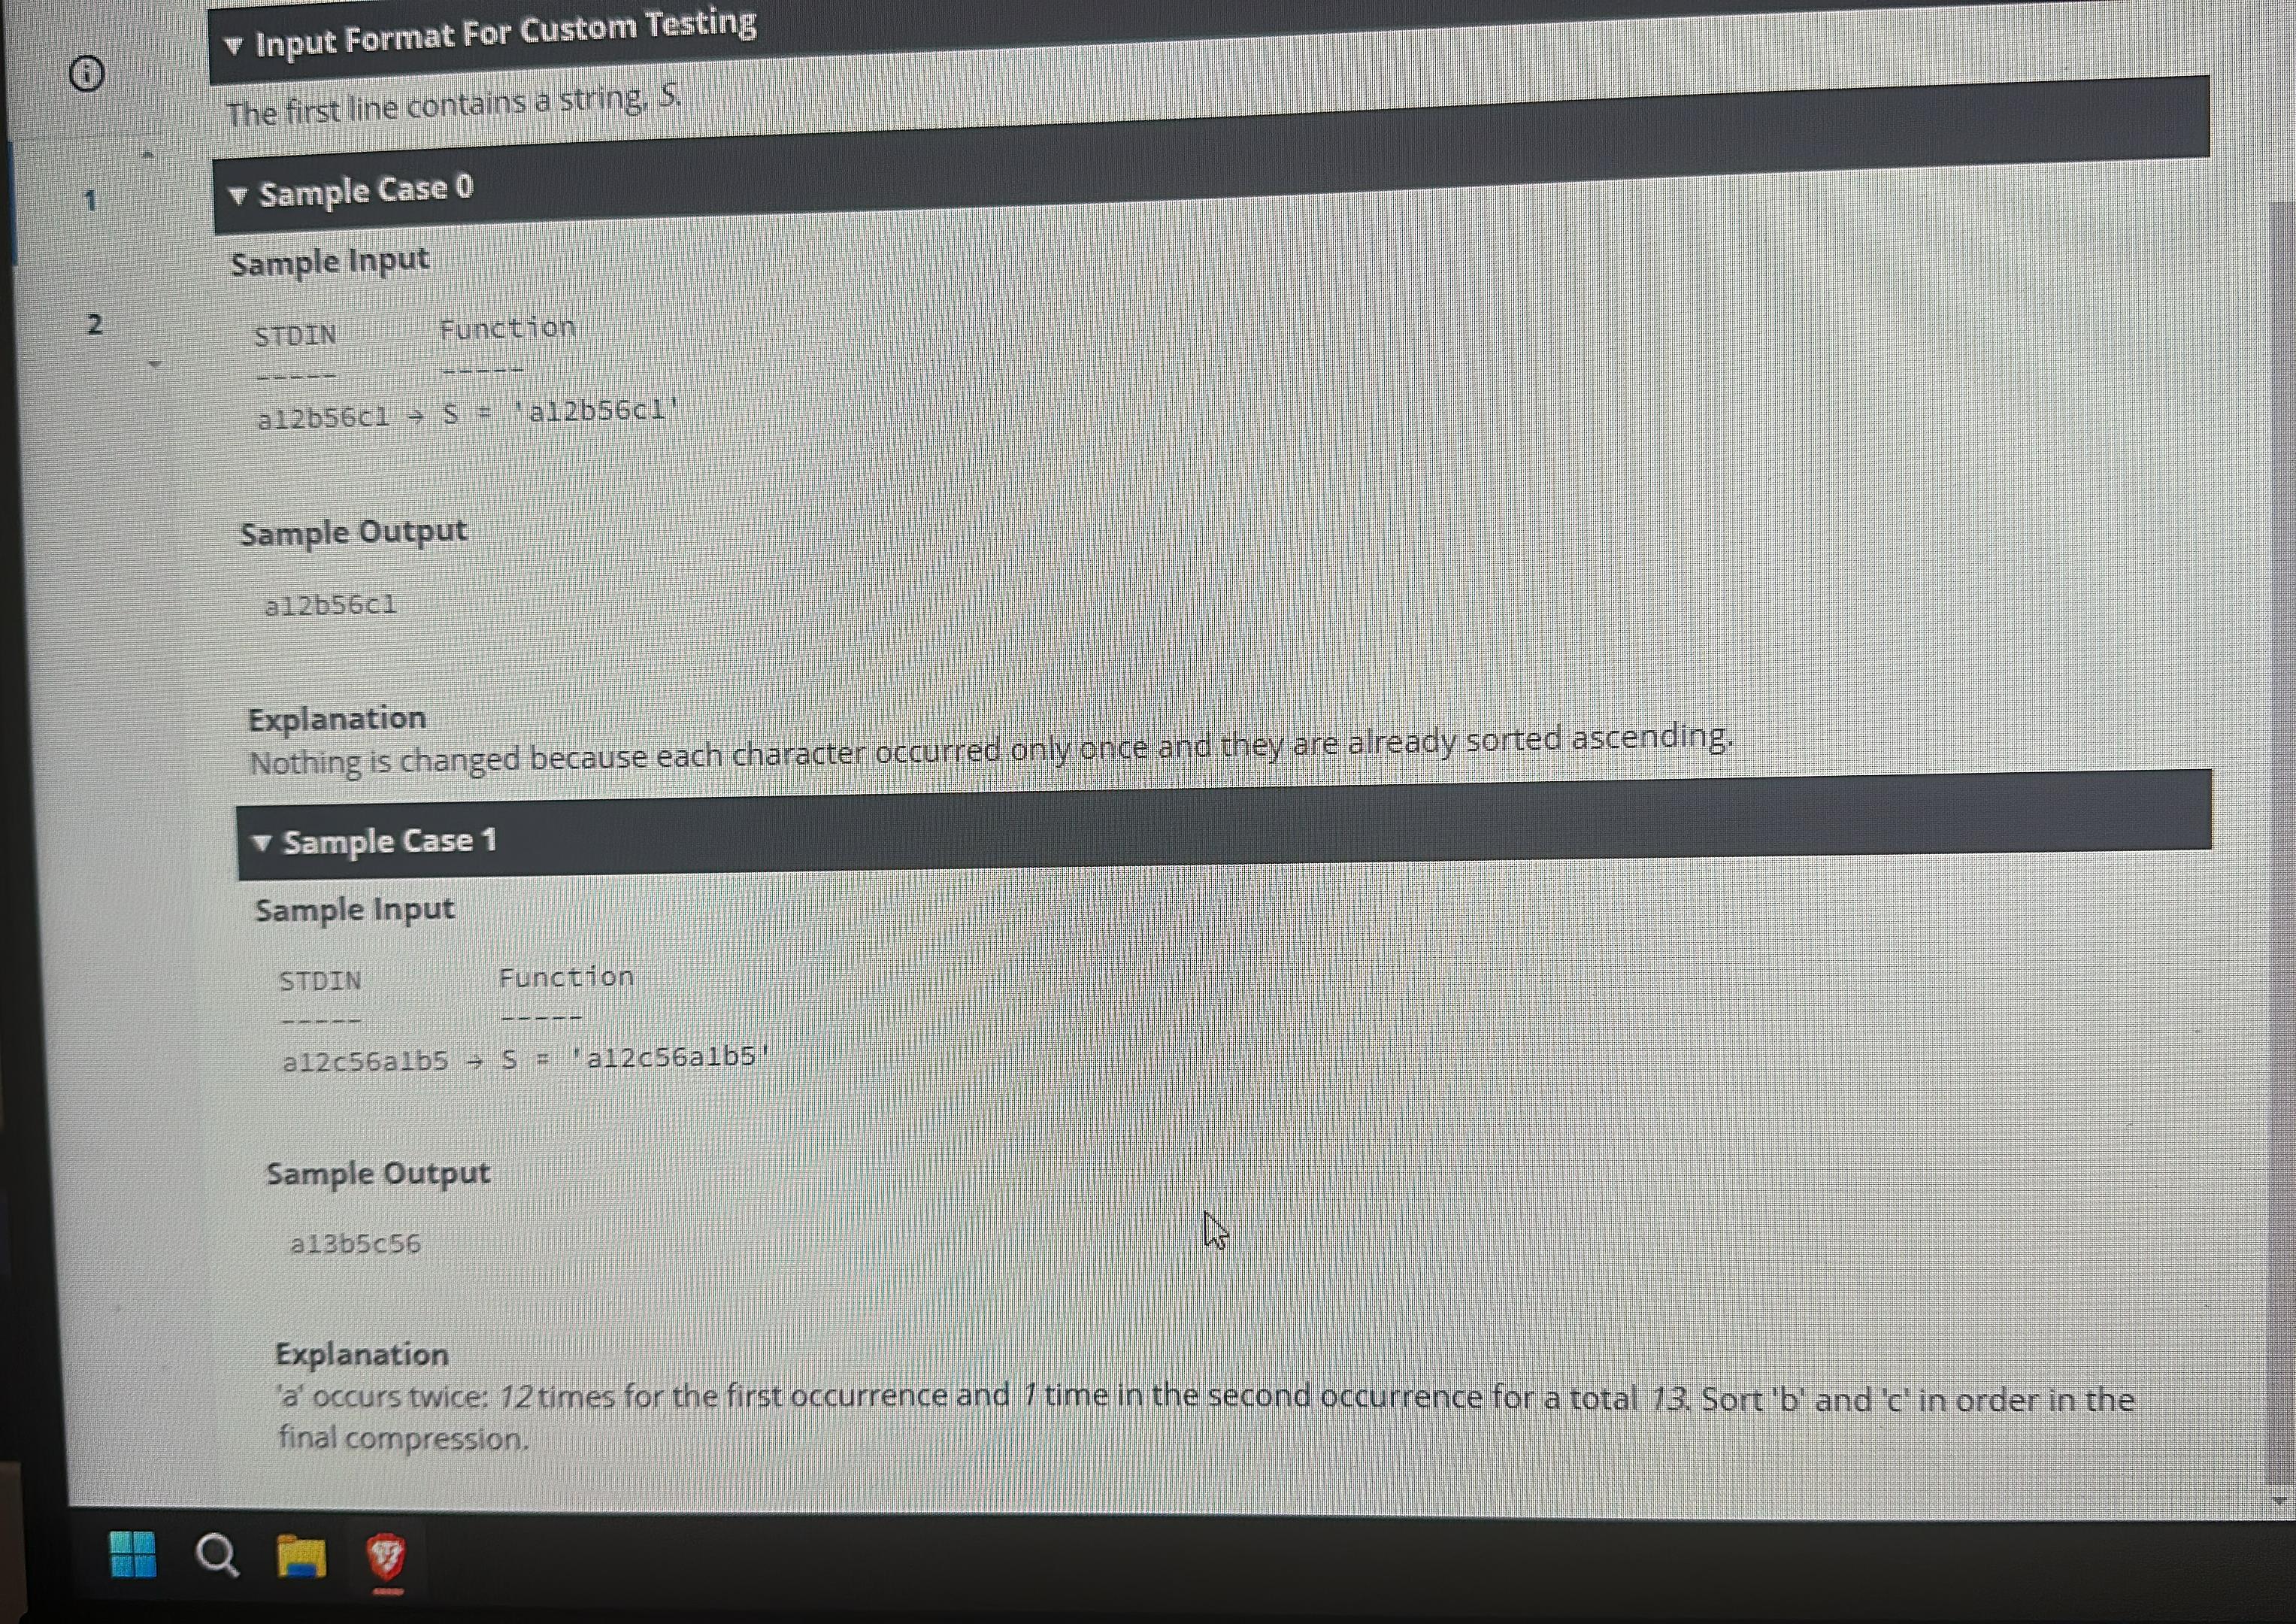 ▼ Input Format For Custom Testing
The first line contains a string, S.
▼ Sample Case 0
1
Sample Input
2
STDIN Function
----- -----
a12b56c1 → S = 'a12b56c1'
Sample Output
a12b56c1
Explanation
Nothing is changed because each character occurred only once and they are already sorted ascending.
▼ Sample Case 1
Sample Input
STDIN Function
----- -----
a12c56a1b5 → S = 'a12c56a1b5'
Sample Output
a13b5c56
Explanation
'a' occurs twice: 12 times for the first occurrence and 1 time in the second occurrence for a total 13. Sort 'b' and 'c' in order in the
final compression.